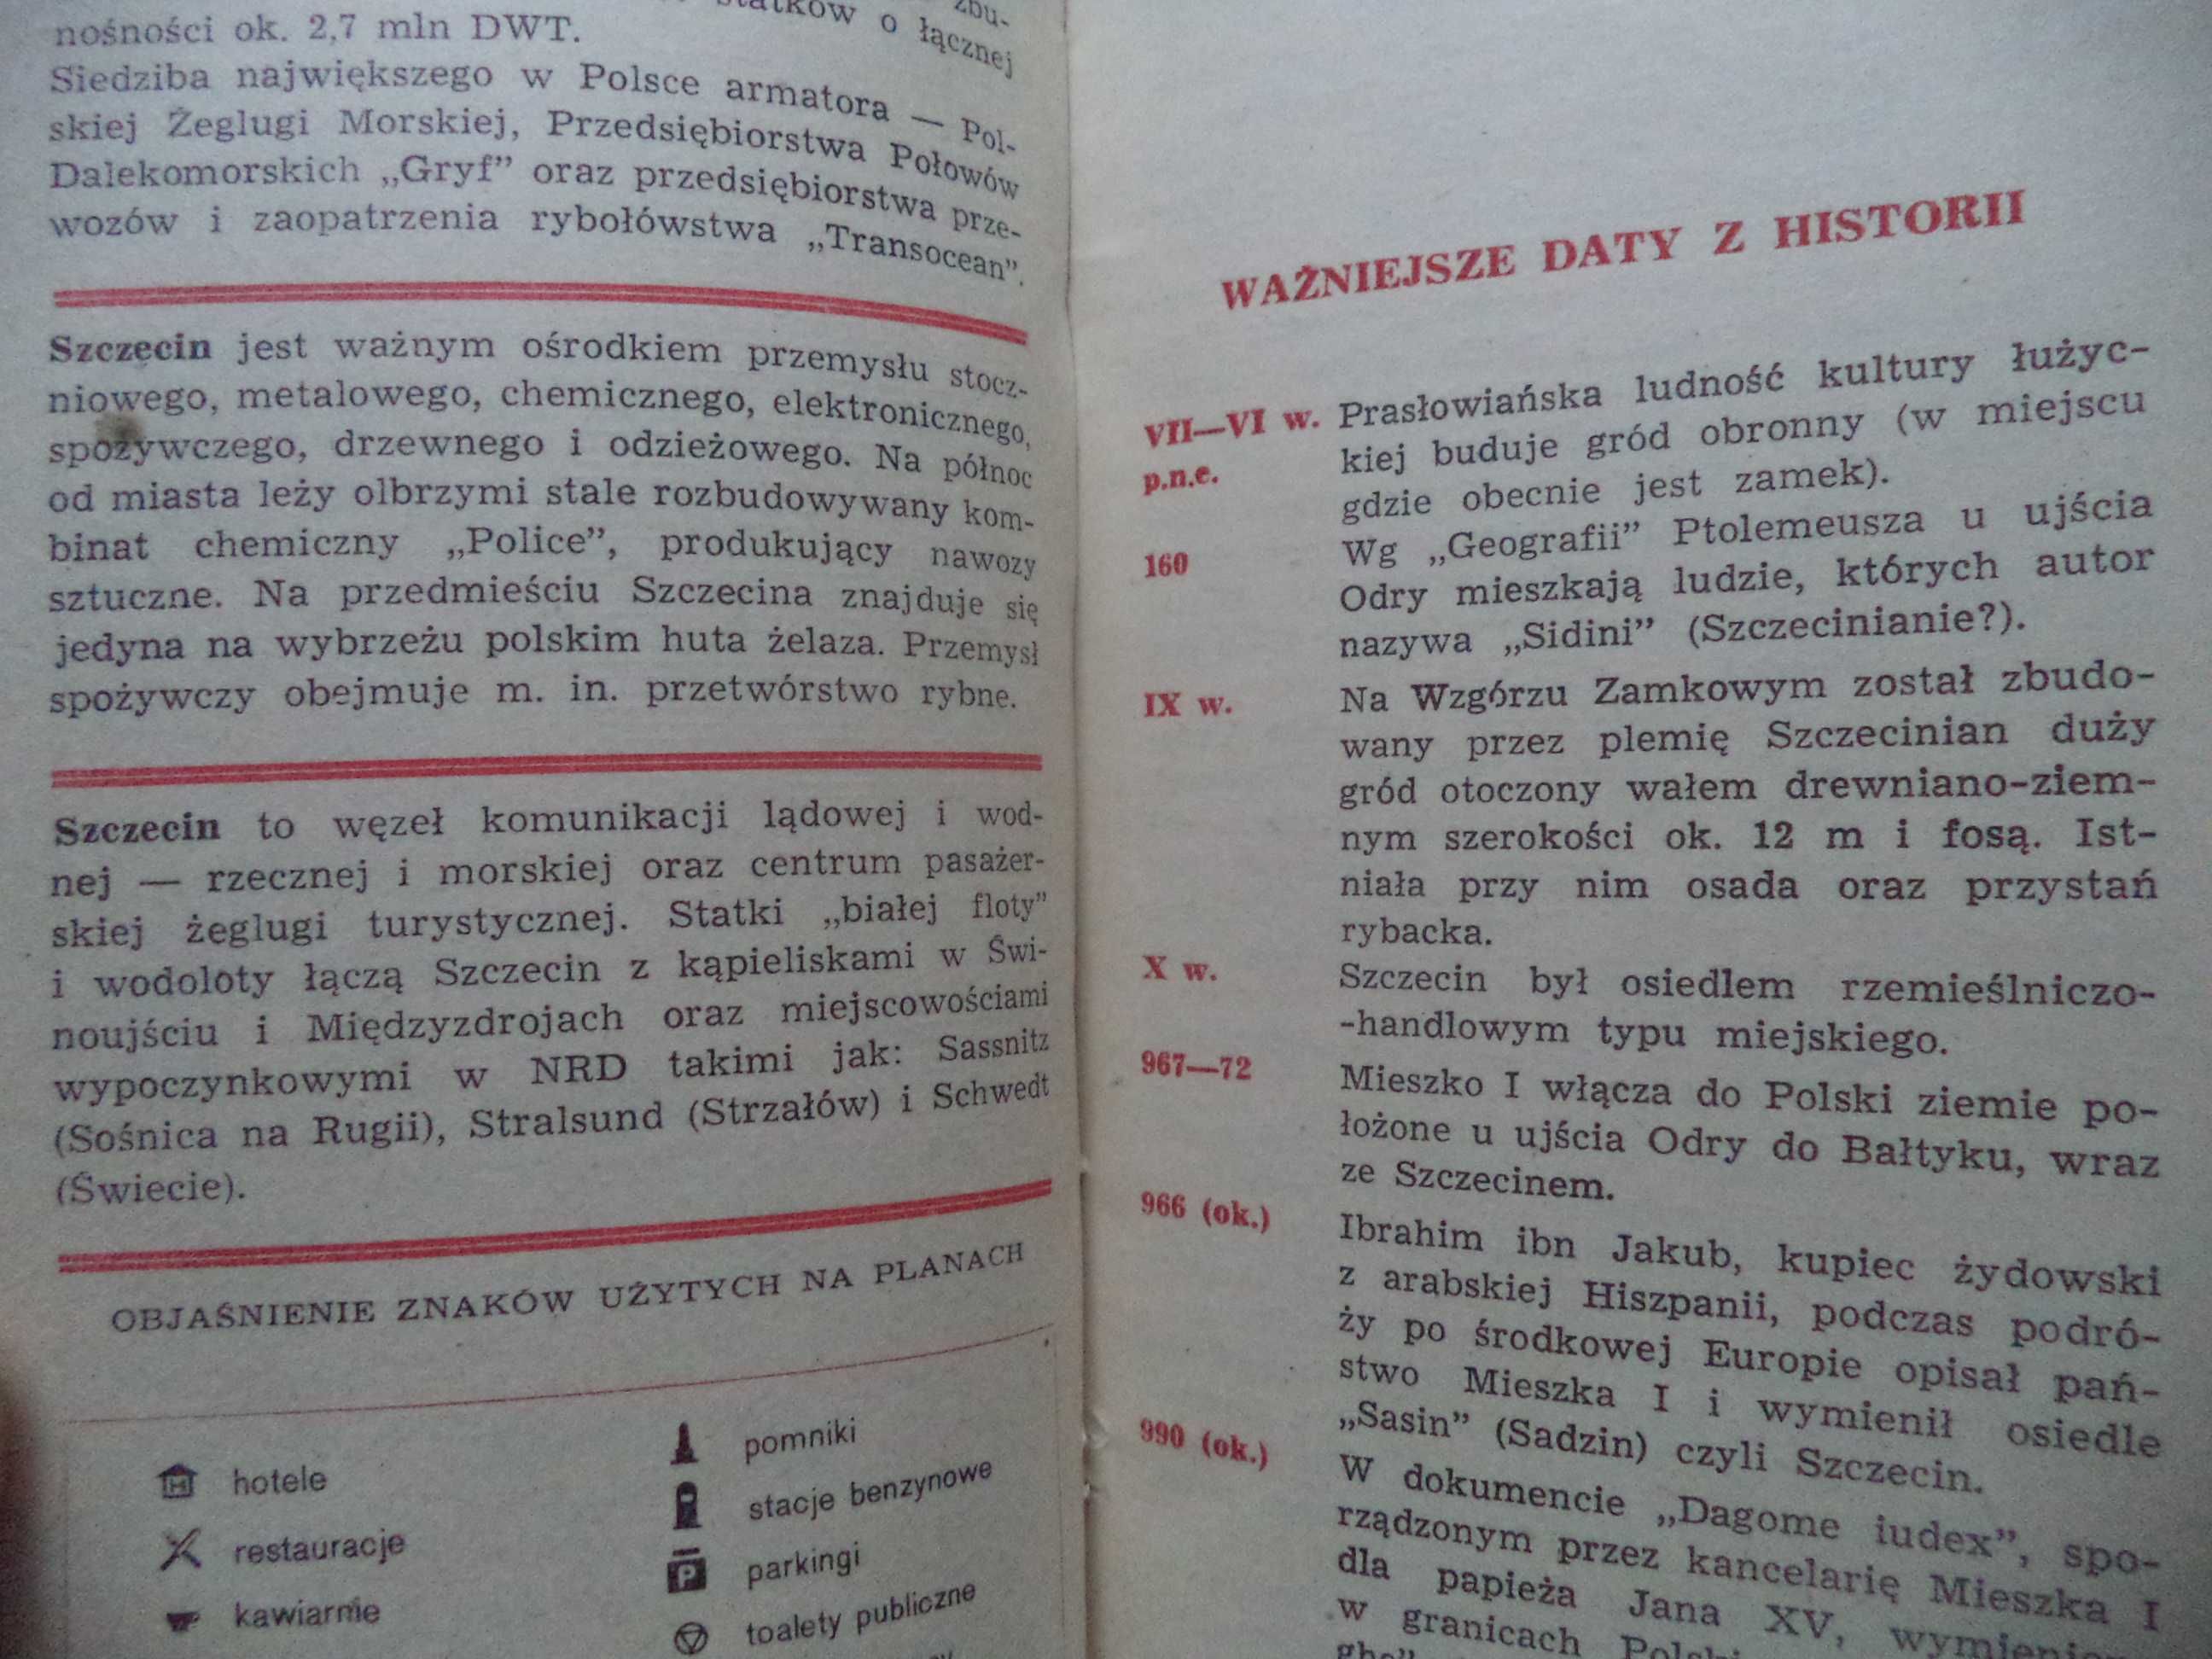 o łącznej
nośności ok. 2,7 mln DWT.
Siedziba największego w Polsce armatora — Pol-
skiej Żeglugi Morskiej, Przedsiębiorstwa Połowów
Dalekomorskich „Gryf” oraz przedsiębiorstwa prze-
wozów i zaopatrzenia rybołówstwa „Transocean”.
Szczecin jest ważnym ośrodkiem przemysłu stocz-
niowego, metalowego, chemicznego, elektronicznego,
spożywczego, drzewnego i odzieżowego. Na północ
od miasta leży olbrzymi stale rozbudowywany kom-
binat chemiczny „Police”, produkujący nawozy
sztuczne. Na przedmieściu Szczecina znajduje się
jedyna na wybrzeżu polskim huta żelaza. Przemysł
spożywczy obejmuje m. in. przetwórstwo rybne.
Szczecin to węzeł komunikacji lądowej i wod-
nej — rzecznej i morskiej oraz centrum pasażer-
skiej żeglugi turystycznej. Statki „białej floty”
i wodoloty łączą Szczecin z kąpieliskami w Świ-
noujściu i Międzyzdrojach oraz miejscowościami
wypoczynkowymi w NRD takimi jak: Sassnitz
(Sośnica na Rugii), Stralsund (Strzałów) i Schwedt
(Świecie).
OBJAŚNIENIE ZNAKÓW UŻYTYCH NA PLANACH
hotele
restauracje
kawiarnie
pomniki
stacje benzynowe
P parkingi
toalety publiczne
WAŻNIEJSZE DATY Z HISTORII
VII—VI w. Prasłowiańska ludność kultury łużyc-
p.n.e. kiej buduje gród obronny (w miejscu
gdzie obecnie jest zamek).
160 Wg „Geografii” Ptolemeusza u ujścia
Odry mieszkają ludzie, których autor
nazywa „Sidini” (Szczecinianie?).
IX w. Na Wzgórzu Zamkowym został zbudo-
wany przez plemię Szczecinian duży
gród otoczony wałem drewniano-ziem-
nym szerokości ok. 12 m i fosą. Ist-
niała przy nim osada oraz przystań
rybacka.
X w. Szczecin był osiedlem rzemieślniczo-
-handlowym typu miejskiego.
967—72 Mieszko I włącza do Polski ziemie po-
łożone u ujścia Odry do Bałtyku, wraz
ze Szczecinem.
966 (ok.) Ibrahim ibn Jakub, kupiec żydowski
z arabskiej Hiszpanii, podczas podró-
ży po środkowej Europie opisał pań-
stwo Mieszka I i wymienił osiedle
„Sasin” (Sadzin) czyli Szczecin.
990 (ok.) W dokumencie „Dagome iudex”, spo-
rządzonym przez kancelarię Mieszka I
dla papieża Jana XV,
w granicach